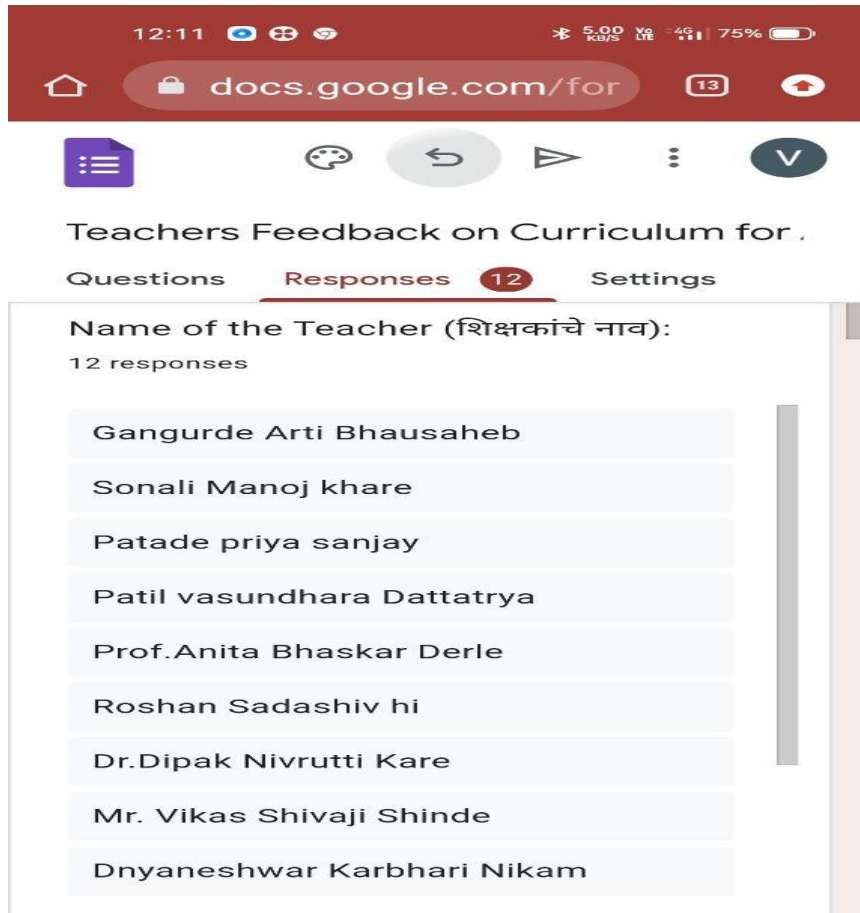 12:11 5.00 KB/S Vo LTE 4G 75%
docs.google.com/for 13
V
Teachers Feedback on Curriculum for
Questions Responses 12 Settings
Name of the Teacher (शिक्षकांचे नाव):
12 responses
Gangurde Arti Bhausaheb
Sonali Manoj khare
Patade priya sanjay
Patil vasundhara Dattatrya
Prof.Anita Bhaskar Derle
Roshan Sadashiv hi
Dr.Dipak Nivrutti Kare
Mr. Vikas Shivaji Shinde
Dnyaneshwar Karbhari Nikam